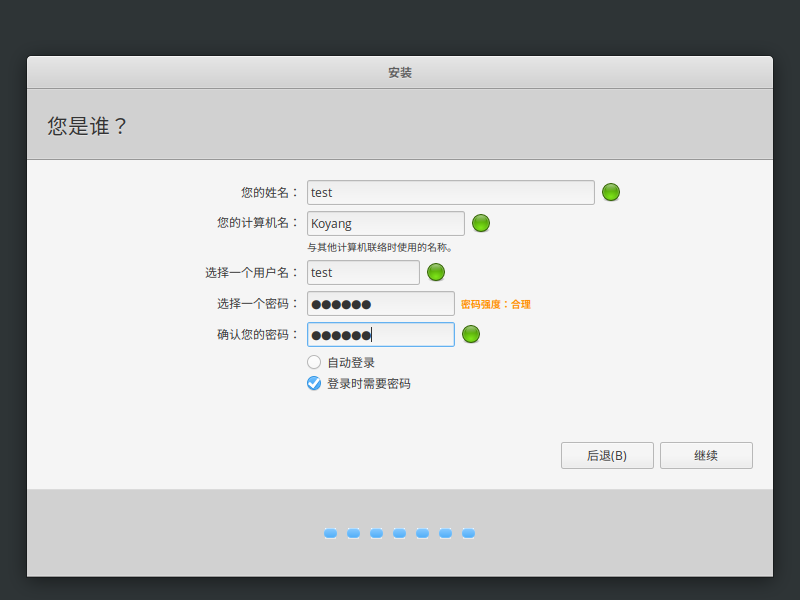 安装
您是谁？
您的姓名： test
您的计算机名： Koyang
与其他计算机联络时使用的名称。
选择一个用户名： test
选择一个密码： ●●●●●● 密码强度：合理
确认您的密码： ●●●●●●
自动登录
登录时需要密码
后退(B) 继续